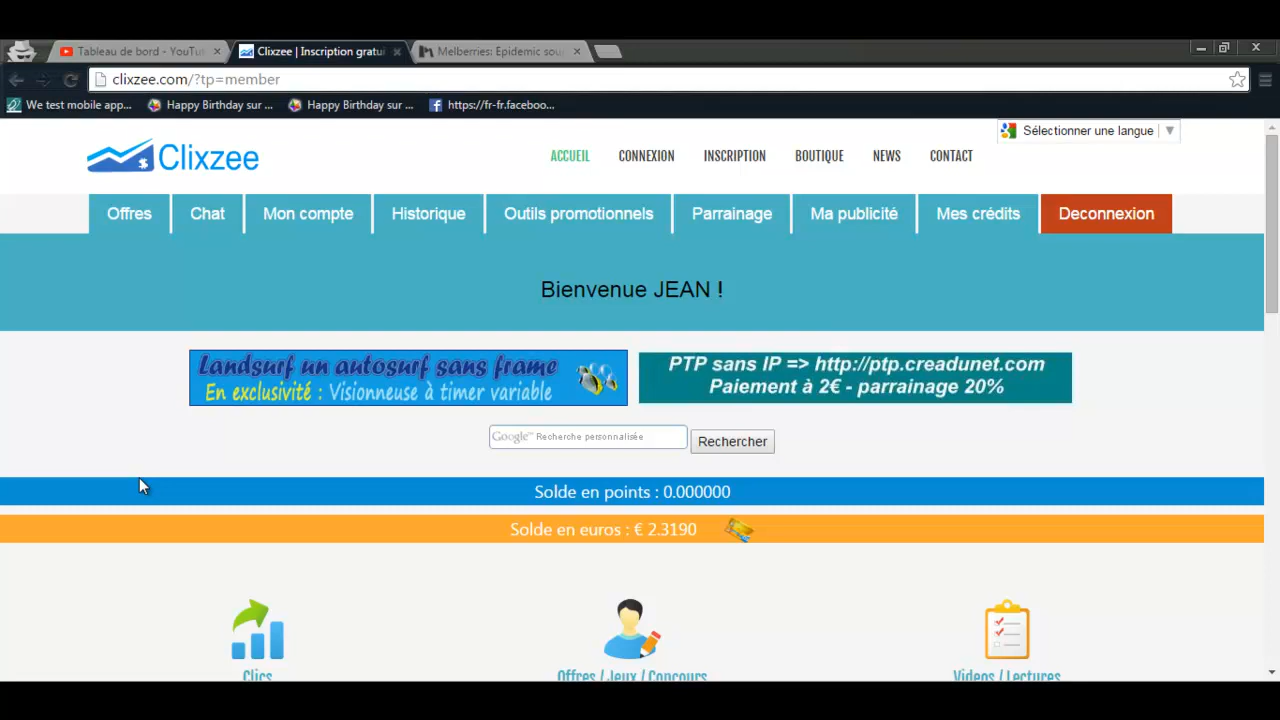 Tableau de bord - YouTu
Clixzee | Inscription gratui
Melberries: Epidemic sou
clixzee.com/?tp=member
We test mobile app...
Happy Birthday sur ...
Happy Birthday sur ...
https://fr-fr.faceboo...
Sélectionner une langue
Clixzee
ACCUEIL
CONNEXION
INSCRIPTION
BOUTIQUE
NEWS
CONTACT
Offres
Chat
Mon compte
Historique
Outils promotionnels
Parrainage
Ma publicité
Mes crédits
Deconnexion
Bienvenue JEAN !
Landsurf un autosurf sans frame
En exclusivité : Visionneuse à timer variable
PTP sans IP => http://ptp.creadunet.com
Paiement à 2€ - parrainage 20%
Google™ Recherche personnalisée
Rechercher
Solde en points : 0.000000
Solde en euros : € 2.3190
Clics
Offres / Jeux / Concours
Videos / Lectures